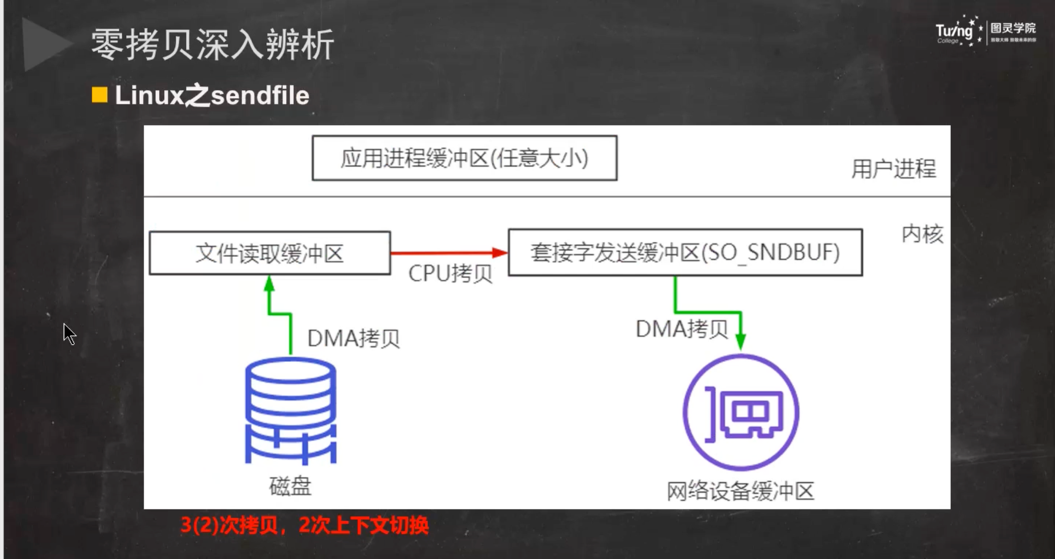 零拷贝深入辨析
Tuling
College
图灵学院
Linux之sendfile
应用进程缓冲区(任意大小)
用户进程
内核
文件读取缓冲区
CPU拷贝
套接字发送缓冲区(SO_SNDBUF)
DMA拷贝
DMA拷贝
磁盘
网络设备缓冲区
3(2)次拷贝，2次上下文切换